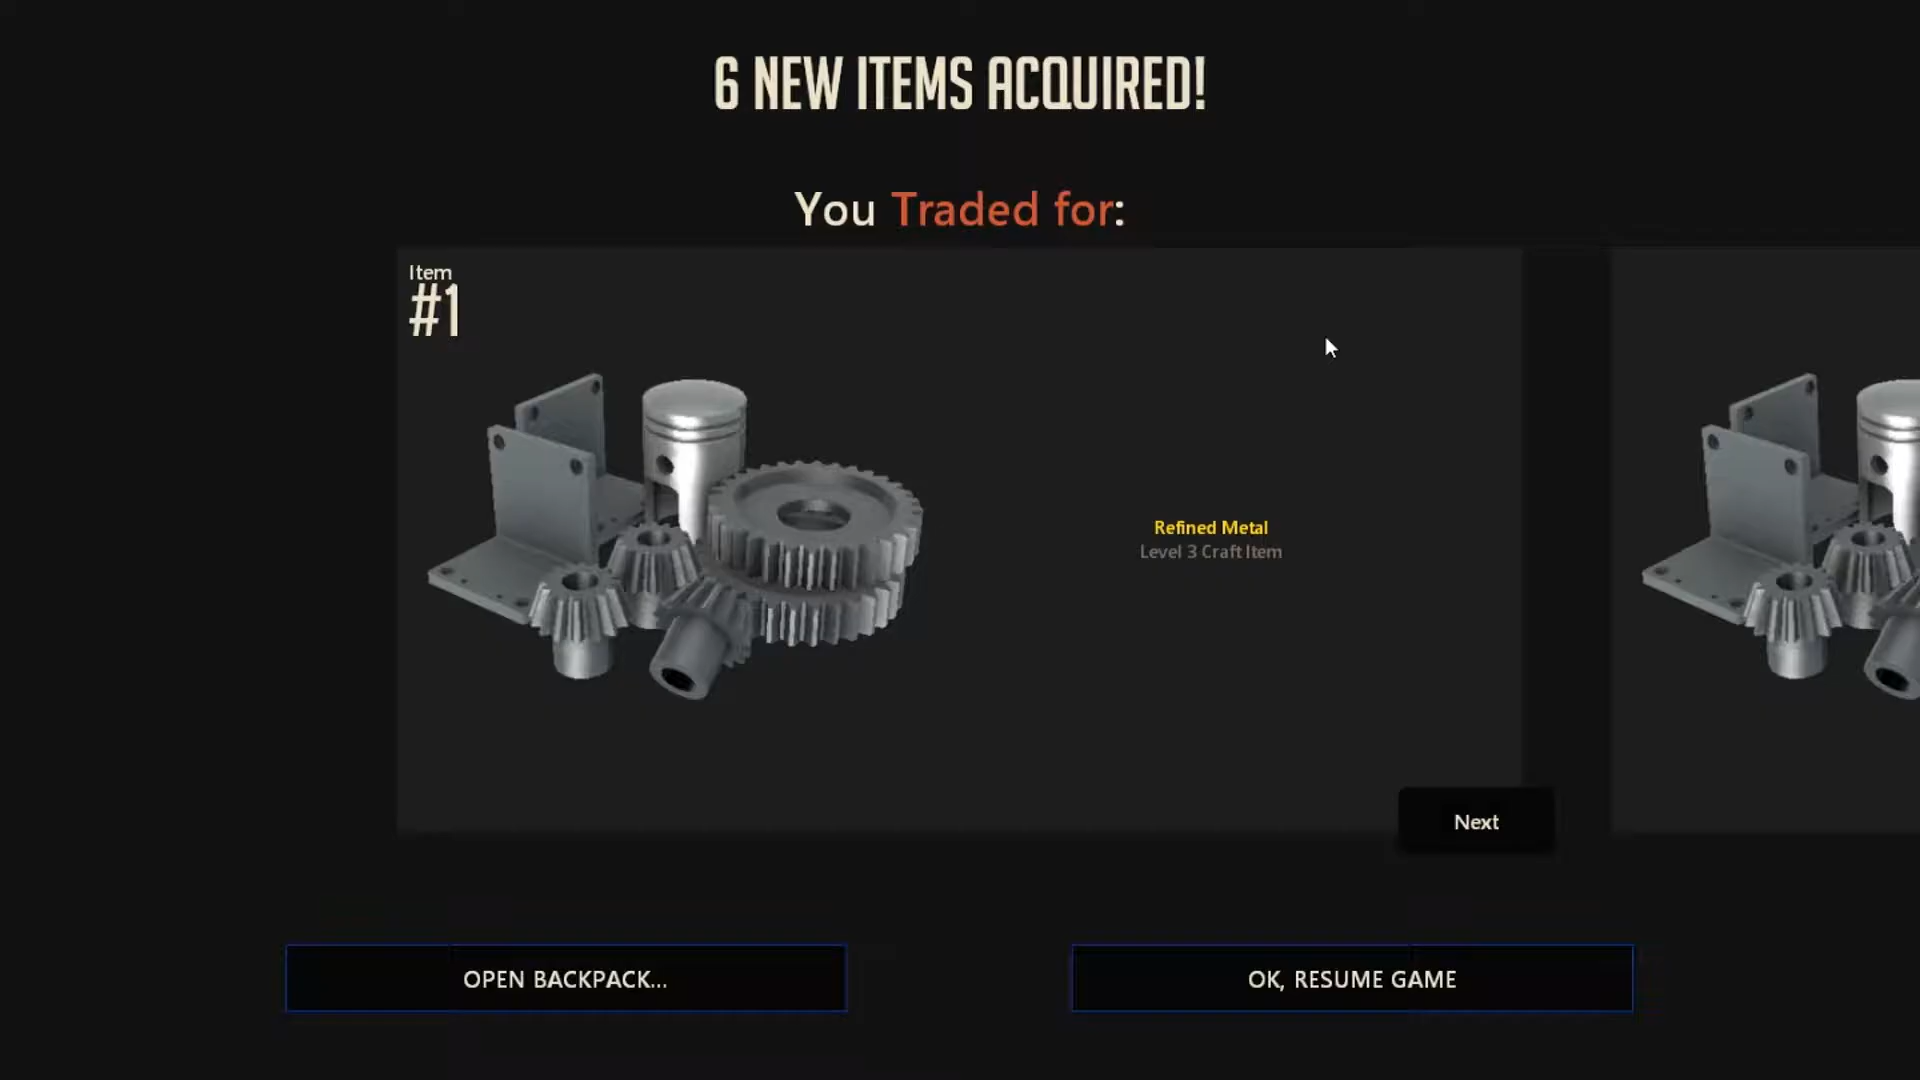 6 NEW ITEMS ACQUIRED!
You Traded for:
Item
#1
Refined Metal
Level 3 Craft Item
Next
OPEN BACKPACK...
OK, RESUME GAME